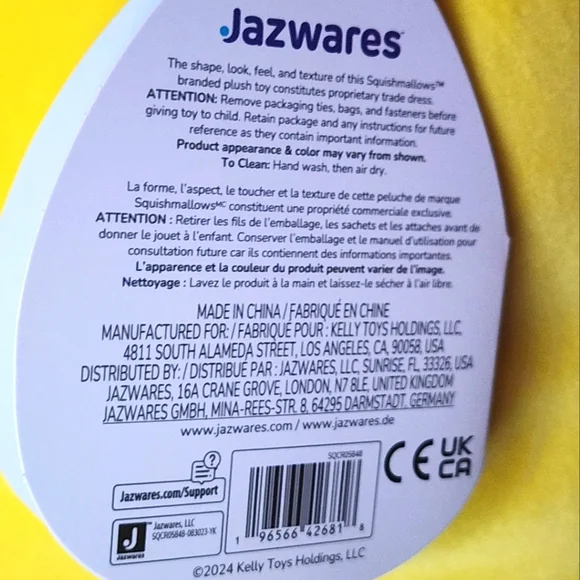 Jazwares
The shape, look, feel, and texture of this Squishmallows™
branded plush toy constitutes proprietary trade dress.
ATTENTION: Remove packaging ties, bags, and fasteners before
giving toy to child. Retain package and any instructions for future
reference as they contain important information.
Product appearance & color may vary from shown.
To Clean: Hand wash, then air dry.
La forme, l'aspect, le toucher et la texture de cette peluche de marque
Squishmallowsᴹᶜ constituent une propriété commerciale exclusive.
ATTENTION : Retirer les fils de l'emballage, les sachets et les attaches avant de
donner le jouet à l'enfant. Conserver l'emballage et le manuel d'utilisation pour
consultation future car ils contiennent des informations importantes.
L'apparence et la couleur du produit peuvent varier de l'image.
Nettoyage : Lavez le produit à la main et laissez-le sécher à l'air libre.
MADE IN CHINA / FABRIQUÉ EN CHINE
MANUFACTURED FOR: / FABRIQUÉ POUR : KELLY TOYS HOLDINGS, LLC,
4811 SOUTH ALAMEDA STREET, LOS ANGELES, CA, 90058, USA
DISTRIBUTED BY: / DISTRIBUÉ PAR : JAZWARES, LLC, SUNRISE, FL, 33326, USA
JAZWARES, 16A CRANE GROVE, LONDON, N7 8LE, UNITED KINGDOM
JAZWARES GMBH, MINA-REES-STR. 8, 64295 DARMSTADT, GERMANY
www.jazwares.com / www.jazwares.de
?
Jazwares.com/Support
SQCR05848
CE UK
CA
J
JAZWARES
™ Jazwares, LLC
SQCR05848-083023-YK
1 96566 42681 8
©2024 Kelly Toys Holdings, LLC